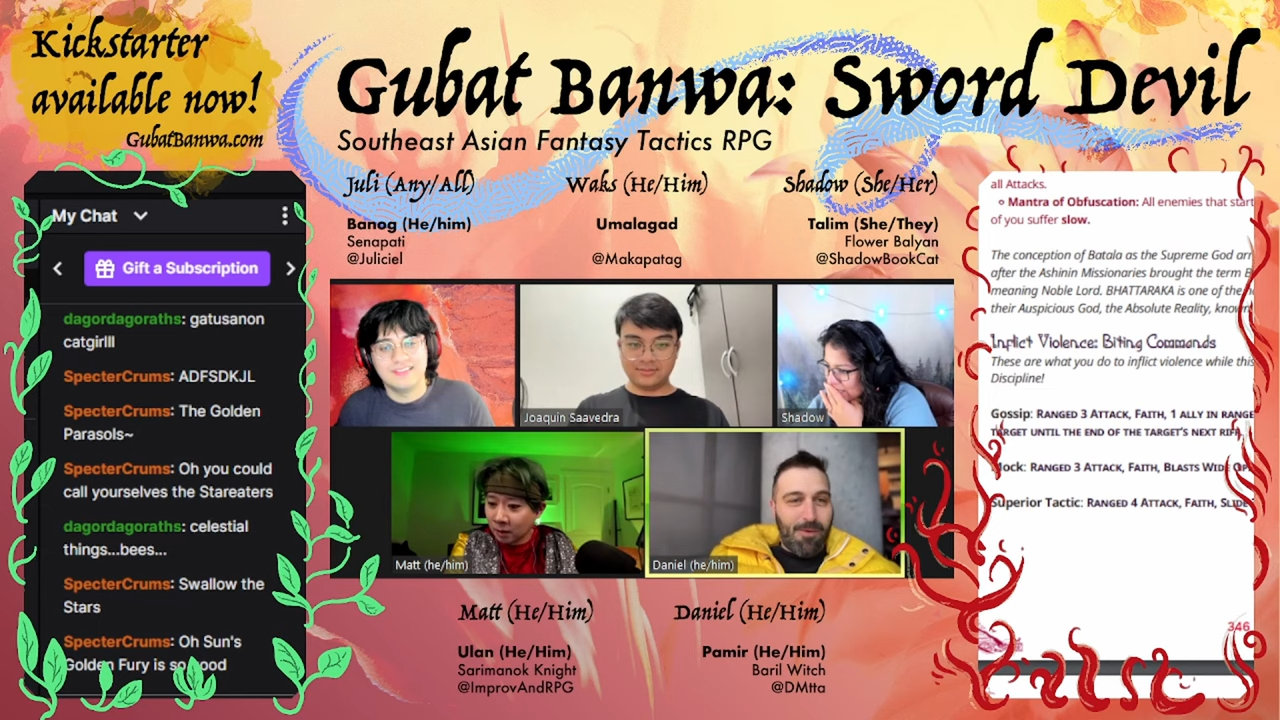 Kickstarter
available now!
GubatBanwa.com
Gubat Banwa: Sword Devil
Southeast Asian Fantasy Tactics RPG
My Chat
Gift a Subscription
dagordagoraths: gatusanon
catgirlll
SpecterCrums: ADFSDKJL
SpecterCrums: The Golden
Parasols~
SpecterCrums: Oh you could
call yourselves the Stareaters
dagordagoraths: celestial
things...bees...
SpecterCrums: Swallow the
Stars
SpecterCrums: Oh Sun's
Golden Fury is so good
Juli (Any/All)
Banog (He/him)
Senapati
@Juliciel
Waks (He/Him)
Umalagad
@Makapatag
Shadow (She/Her)
Talim (She/They)
Flower Balyan
@ShadowBookCat
Joaquin Saavedra
Shadow
Matt (he/him)
Daniel (he/him)
Matt (He/Him)
Ulan (He/Him)
Sarimanok Knight
@ImprovAndRPG
Daniel (He/Him)
Pamir (He/Him)
Baril Witch
@DMtta
all Attacks.
Mantra of Obfuscation: All enemies that start
of you suffer slow.
The conception of Batala as the Supreme God
after the Ashinin Missionaries brought the term
meaning Noble Lord. BHATTARAKA is one of the
their Auspicious God, the Absolute Reality,
Inflict Violence: Biting Commands
These are what you do to inflict violence while this
Discipline!
Gossip: RANGED 3 ATTACK, FAITH, 1 ALLY IN RANGE
TARGET UNTIL THE END OF THE TARGET'S NEXT
Mock: RANGED 3 ATTACK, FAITH, BLASTS WIDE
Superior Tactic: RANGED 4 ATTACK, FAITH, SLIDE
346